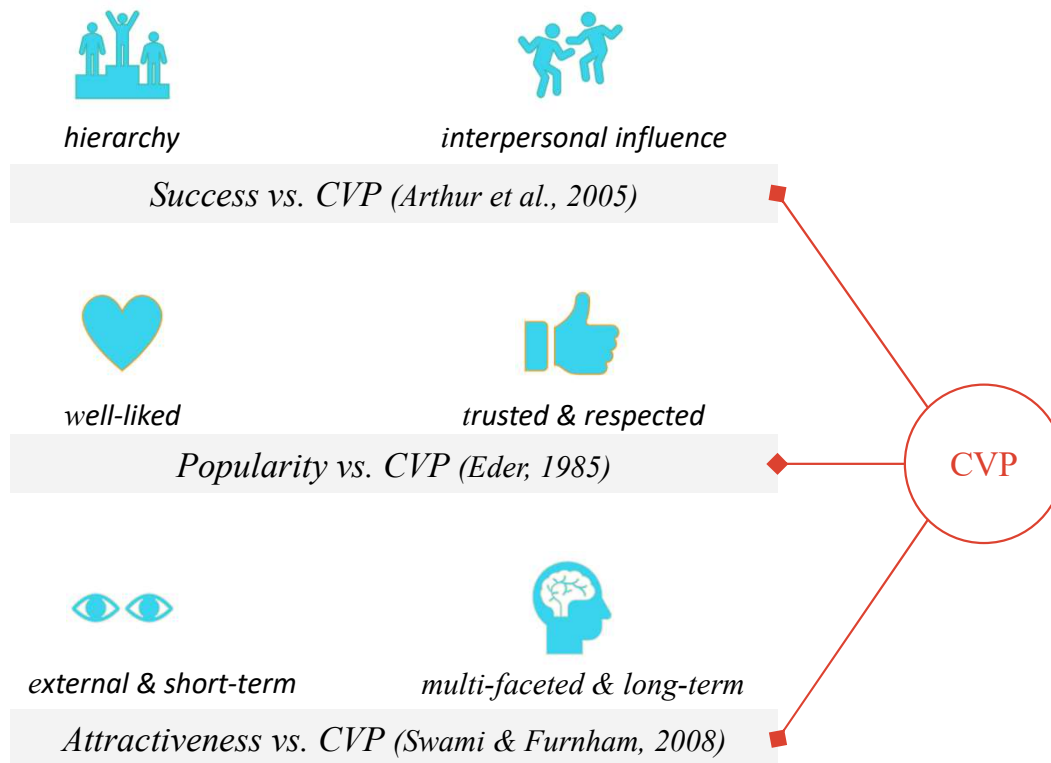 hierarchy
interpersonal influence
Success vs. CVP (Arthur et al., 2005)
well-liked
trusted & respected
Popularity vs. CVP (Eder, 1985)
CVP
external & short-term
multi-faceted & long-term
Attractiveness vs. CVP (Swami & Furnham, 2008)